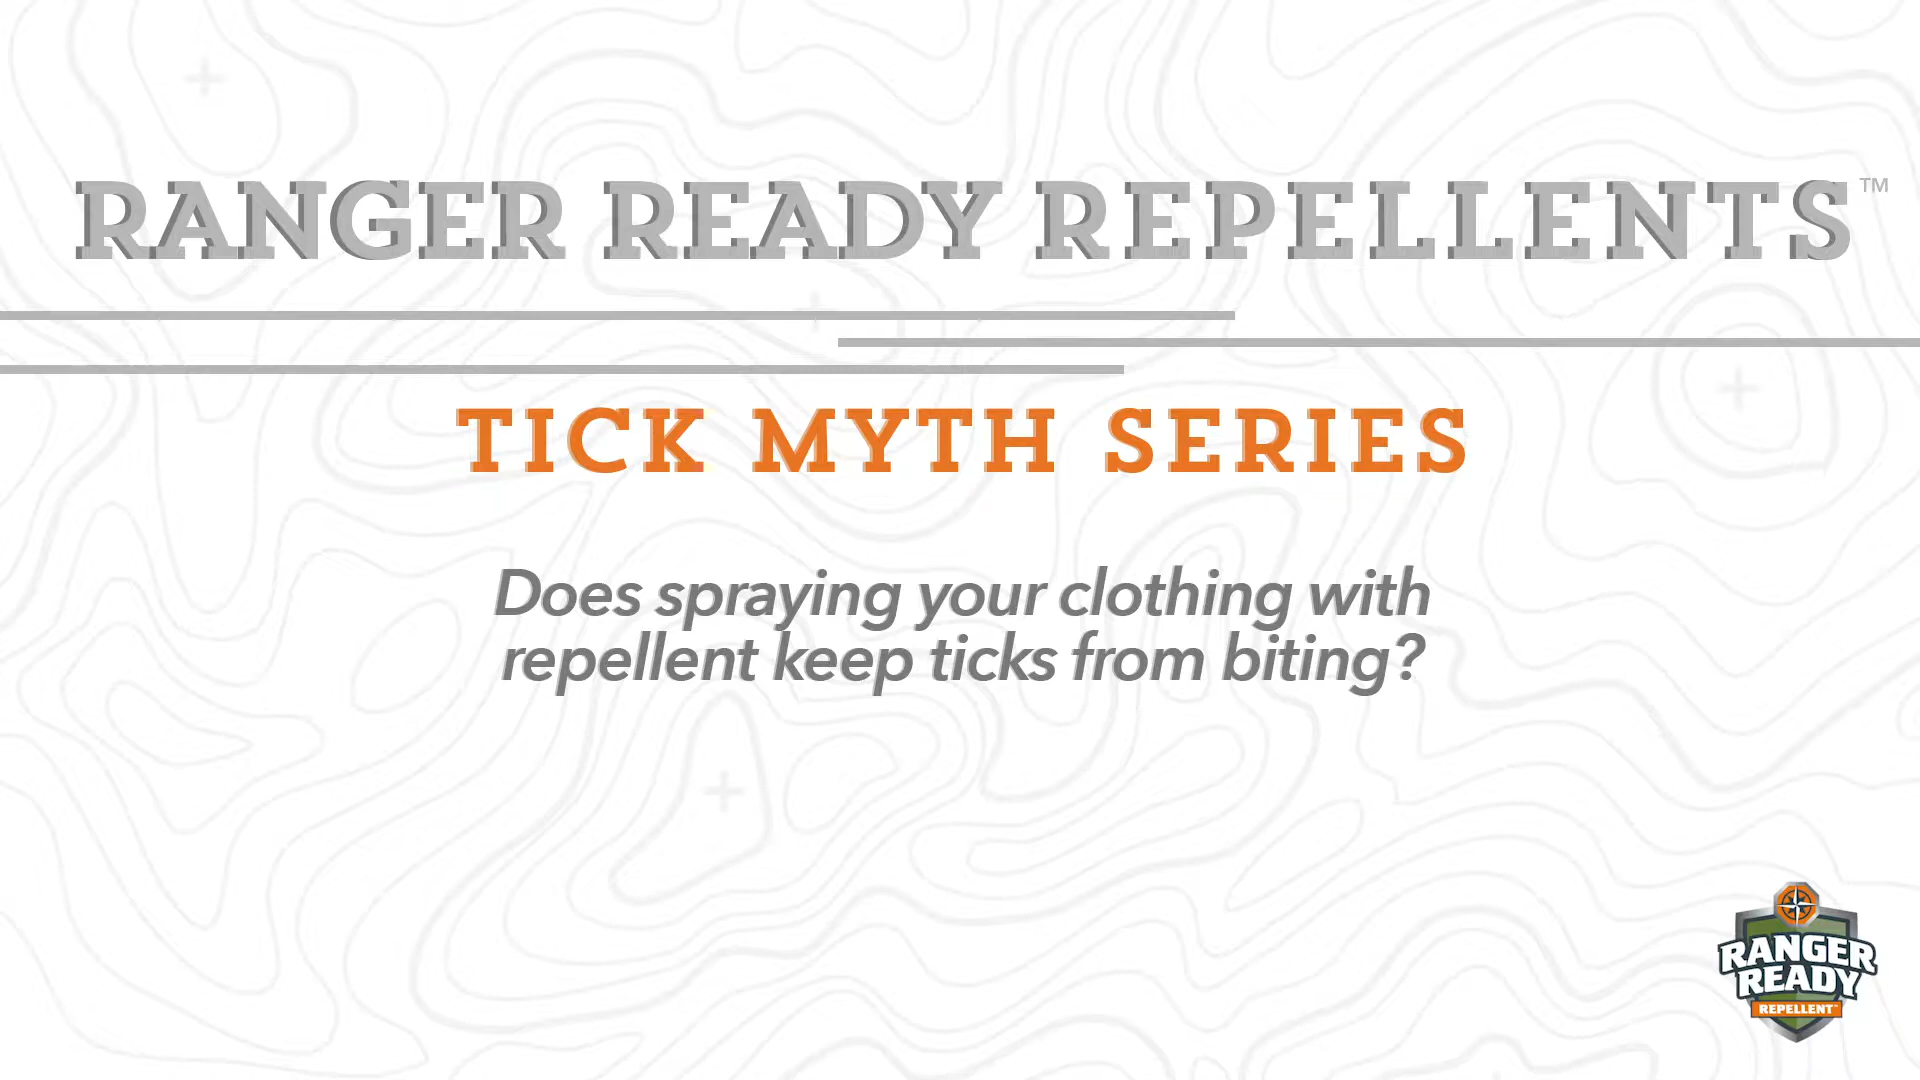 RANGER READY REPELLENTS™
TICK MYTH SERIES
Does spraying your clothing with
repellent keep ticks from biting?
RANGER
READY
REPELLENT